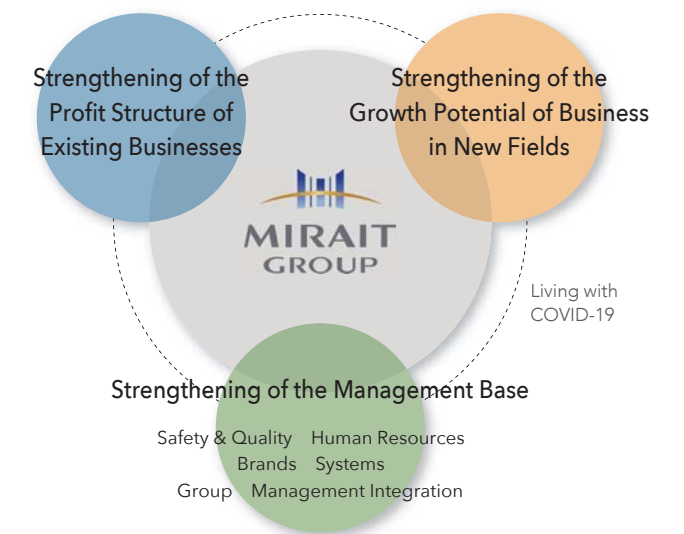 Strengthening of the
Profit Structure of
Existing Businesses
Strengthening of the
Growth Potential of Business
in New Fields
MIRAIT
GROUP
Living with
COVID-19
Strengthening of the Management Base
Safety & Quality Human Resources
Brands Systems
Group Management Integration